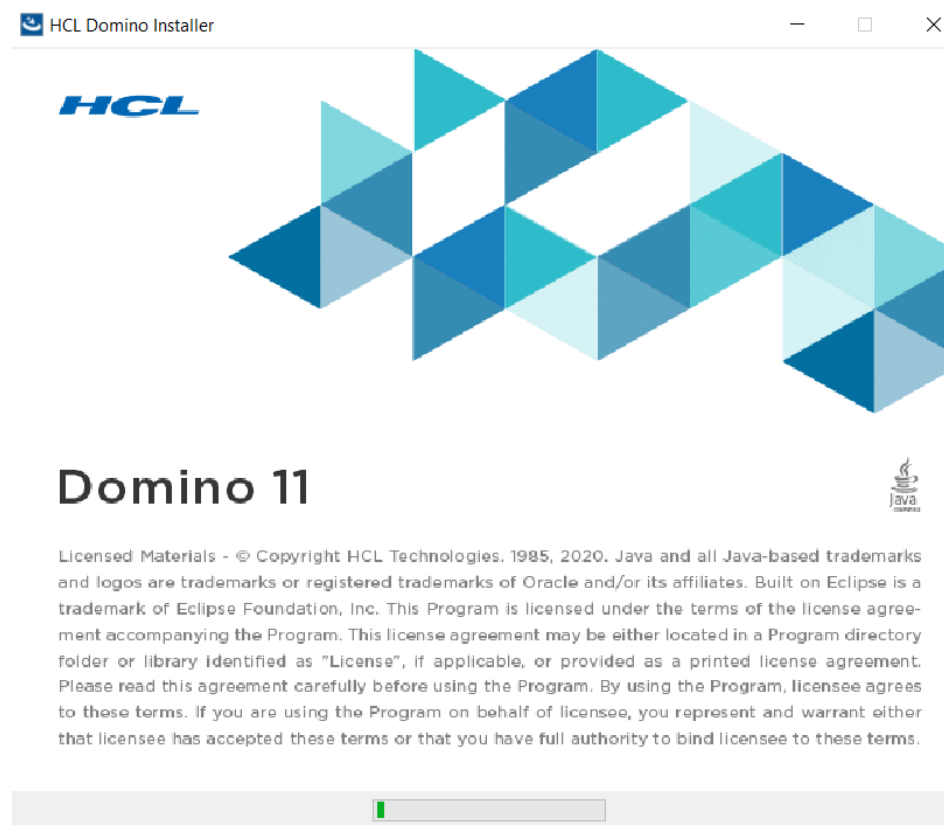 HCL Domino Installer
HCL
Domino 11
Java
COMPATIBLE
Licensed Materials - © Copyright HCL Technologies. 1985, 2020. Java and all Java-based trademarks
and logos are trademarks or registered trademarks of Oracle and/or its affiliates. Built on Eclipse is a
trademark of Eclipse Foundation, Inc. This Program is licensed under the terms of the license agree-
ment accompanying the Program. This license agreement may be either located in a Program directory
folder or library identified as "License", if applicable, or provided as a printed license agreement.
Please read this agreement carefully before using the Program. By using the Program, licensee agrees
to these terms. If you are using the Program on behalf of licensee, you represent and warrant either
that licensee has accepted these terms or that you have full authority to bind licensee to these terms.